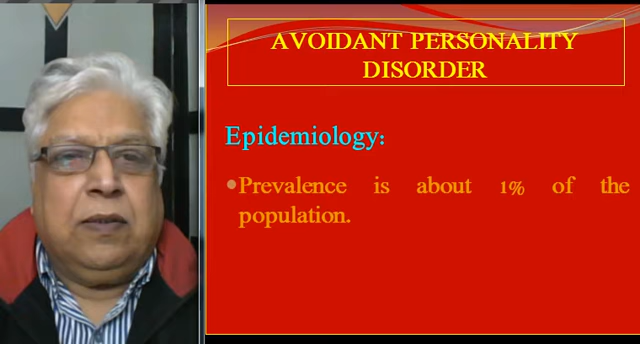 AVOIDANT PERSONALITY
DISORDER
Epidemiology:
•Prevalence is about 1% of the
population.